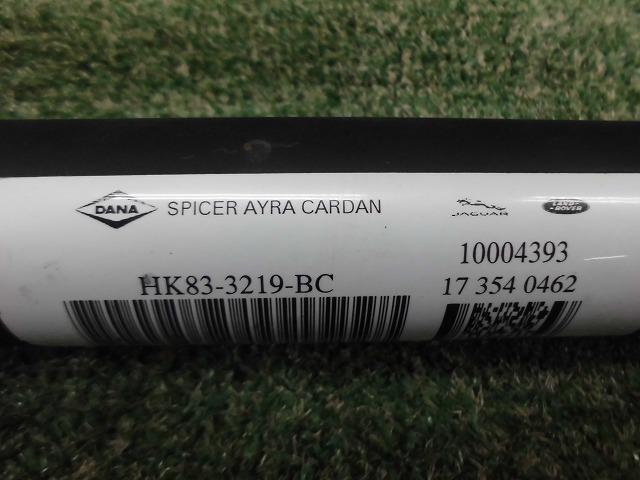 DANA SPICER AYRA CARDAN
JAGUAR LAND-ROVER
10004393
HK83-3219-BC 17 354 0462